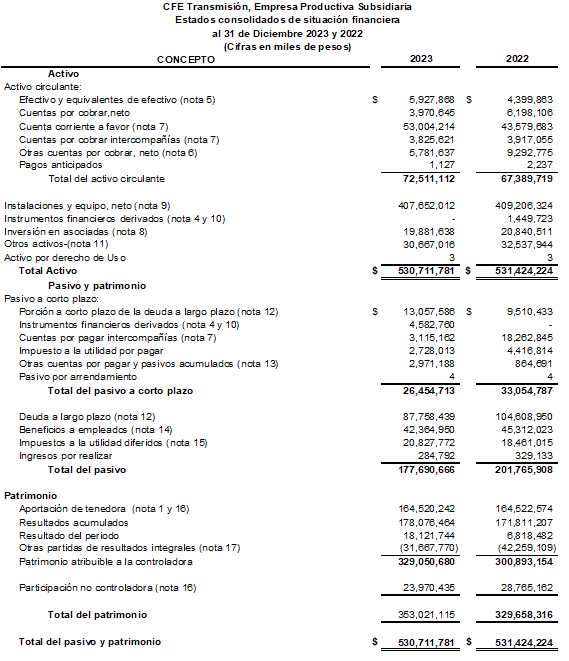 CFE Transmisión, Empresa Productiva Subsidiaria
Estados consolidados de situación financiera
al 31 de Diciembre 2023 y 2022
(Cifras en miles de pesos)
CONCEPTO 2023 2022
Activo
Activo circulante:
Efectivo y equivalentes de efectivo (nota 5) $ 5,927,868 $ 4,399,863
Cuentas por cobrar,neto 3,970,645 6,198,106
Cuenta corriente a favor (nota 7) 53,004,214 43,579,683
Cuentas por cobrar intercompañías (nota 7) 3,825,621 3,917,055
Otras cuentas por cobrar, neto (nota 6) 5,781,637 9,292,775
Pagos anticipados 1,127 2,237
Total del activo circulante 72,511,112 67,389,719
Instalaciones y equipo, neto (nota 9) 407,652,012 409,206,324
Instrumentos financieros derivados (nota 4 y 10) - 1,449,723
Inversión en asociadas (nota 8) 19,881,638 20,840,511
Otros activos-(nota 11) 30,667,016 32,537,944
Activo por derecho de Uso 3 3
Total Activo $ 530,711,781 $ 531,424,224
Pasivo y patrimonio
Pasivo a corto plazo:
Porción a corto plazo de la deuda a largo plazo (nota 12) $ 13,057,586 $ 9,510,433
Instrumentos financieros derivados (nota 4 y 10) 4,582,760 -
Cuentas por pagar intercompañías (nota 7) 3,115,162 18,262,845
Impuesto a la utilidad por pagar 2,728,013 4,416,814
Otras cuentas por pagar y pasivos acumulados (nota 13) 2,971,188 864,691
Pasivo por arrendamiento 4 4
Total del pasivo a corto plazo 26,454,713 33,054,787
Deuda a largo plazo (nota 12) 87,758,439 104,608,950
Beneficios a empleados (nota 14) 42,364,950 45,312,023
Impuestos a la utilidad diferidos (nota 15) 20,827,772 18,461,015
Ingresos por realizar 284,792 329,133
Total del pasivo 177,690,666 201,765,908
Patrimonio
Aportación de tenedora (nota 1 y 16) 164,520,242 164,522,574
Resultados acumulados 178,076,464 171,811,207
Resultado del periodo 18,121,744 6,818,482
Otras partidas de resultados integrales (nota 17) (31,667,770) (42,259,109)
Patrimonio atribuible a la controladora 329,050,680 300,893,154
Participación no controladora (nota 16) 23,970,435 28,765,162
Total del patrimonio 353,021,115 329,658,316
Total del pasivo y patrimonio $ 530,711,781 $ 531,424,224